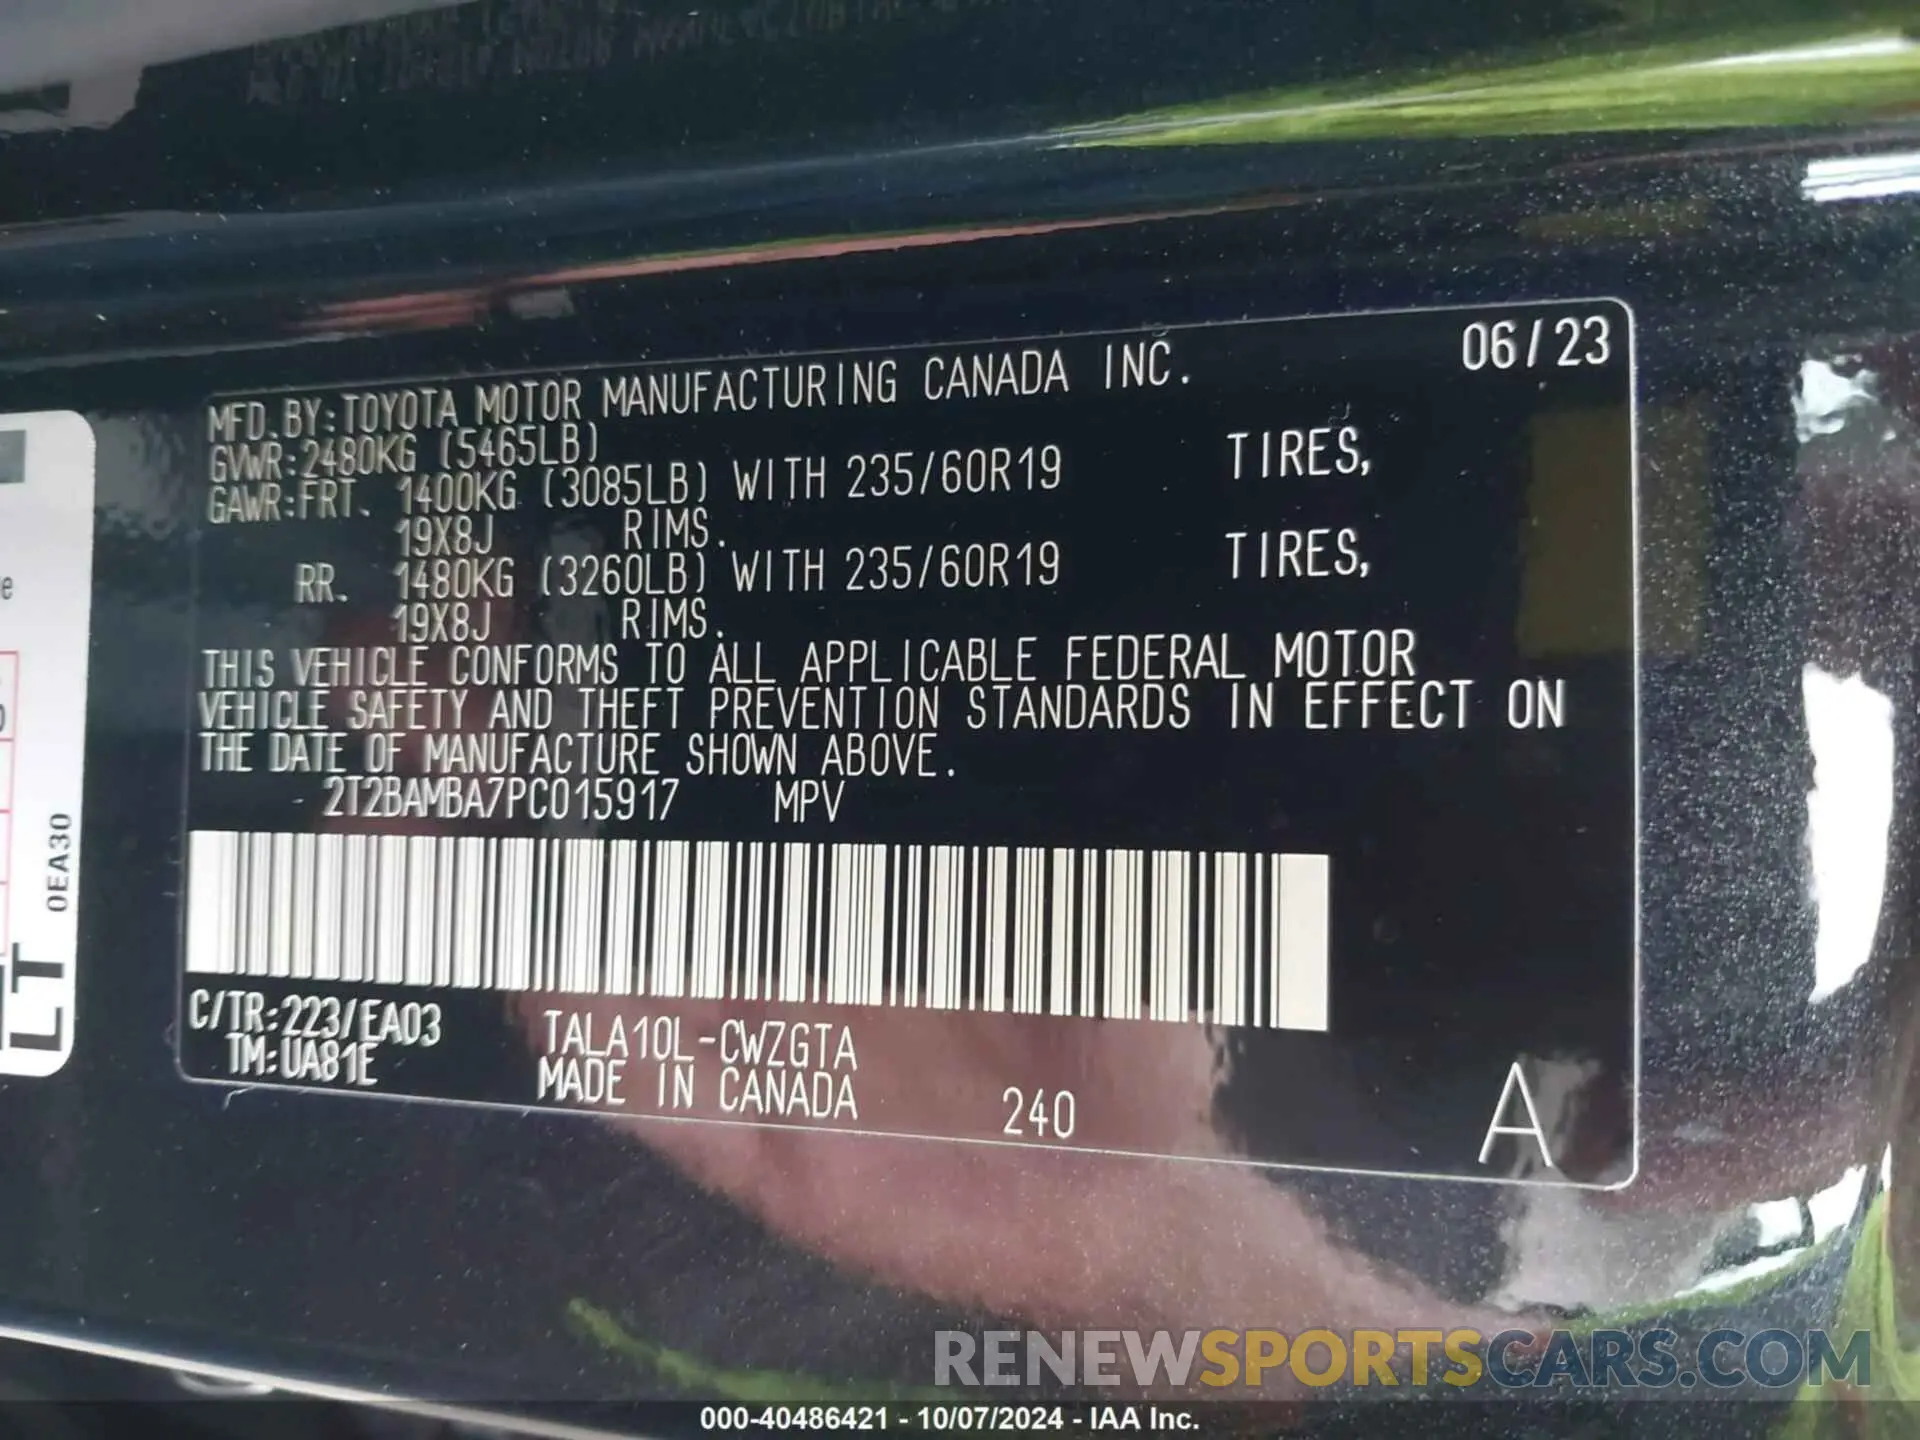 MFD.BY:TOYOTA MOTOR MANUFACTURING CANADA INC. 06/23
GVWR:2480KG (5465LB)
GAWR:FRT. 1400KG (3085LB) WITH 235/60R19 TIRES,
19X8J RIMS.
RR. 1480KG (3260LB) WITH 235/60R19 TIRES,
19X8J RIMS.
THIS VEHICLE CONFORMS TO ALL APPLICABLE FEDERAL MOTOR
VEHICLE SAFETY AND THEFT PREVENTION STANDARDS IN EFFECT ON
THE DATE OF MANUFACTURE SHOWN ABOVE.
2T2BAMBA7PC015917 MPV
C/TR:223/EA03 TALA10L-CWZGTA
TM:UA81E MADE IN CANADA 240 A
0EA30
LT
RENEWSPORTSCARS.COM
000-40486421 - 10/07/2024 - IAA Inc.